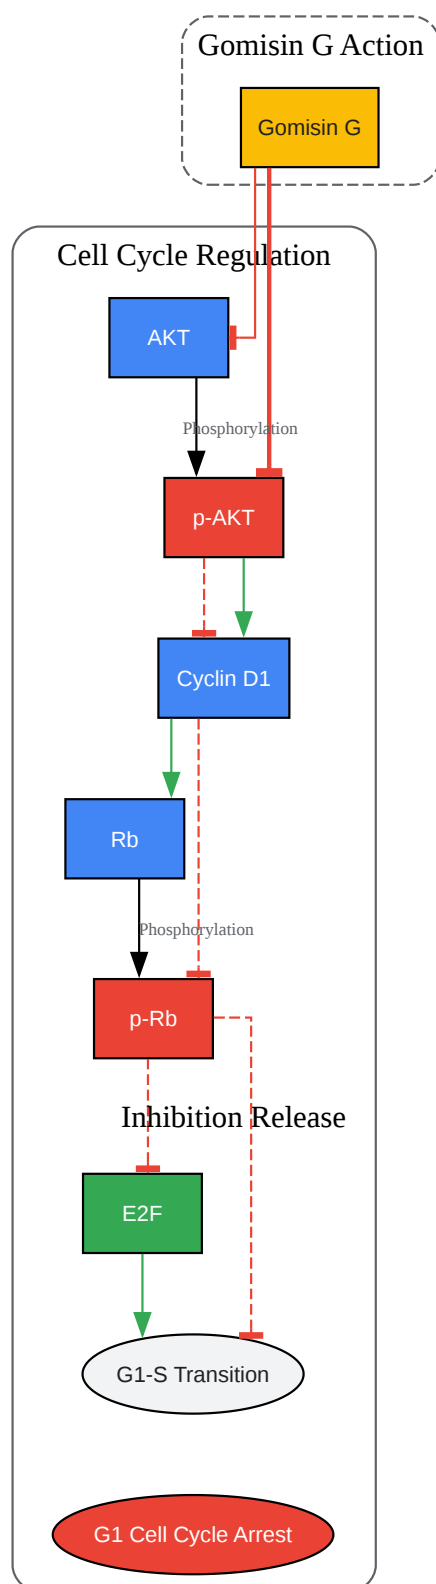 Gomisin G Action
Gomisin G
Cell Cycle Regulation
AKT
Phosphorylation
p-AKT
Cyclin D1
Rb
Phosphorylation
p-Rb
Inhibition Release
E2F
G1-S Transition
G1 Cell Cycle Arrest